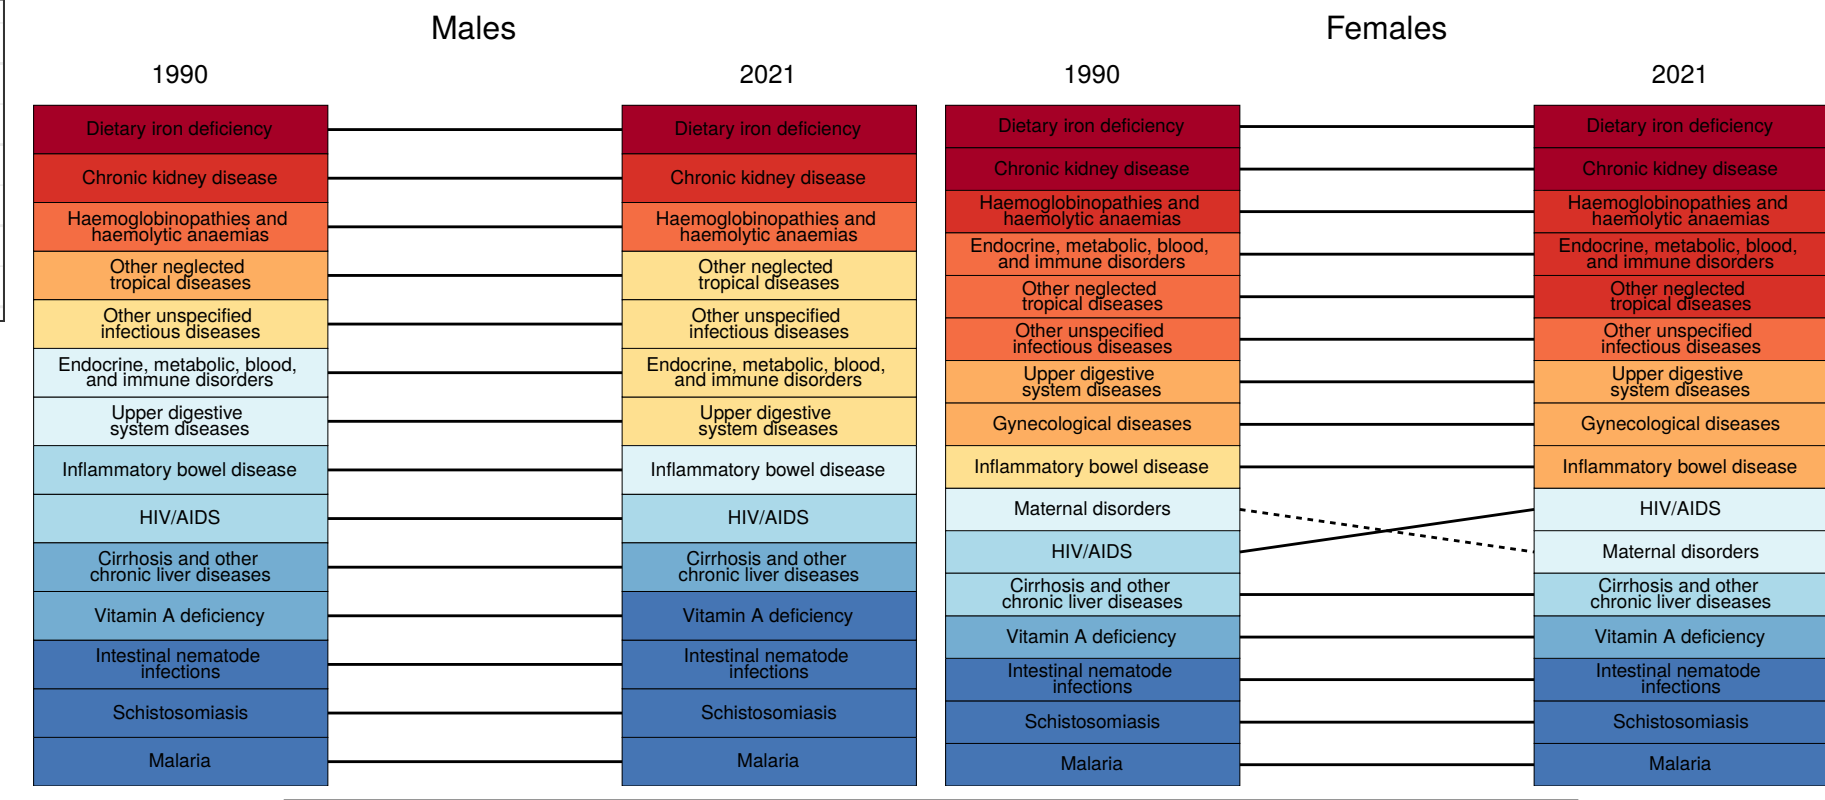 Males
Females
1990
2021
1990
2021
Dietary iron deficiency
Chronic kidney disease
Haemoglobinopathies and
haemolytic anaemias
Other neglected
tropical diseases
Other unspecified
infectious diseases
Endocrine, metabolic, blood,
and immune disorders
Upper digestive
system diseases
Inflammatory bowel disease
HIV/AIDS
Cirrhosis and other
chronic liver diseases
Vitamin A deficiency
Intestinal nematode
infections
Schistosomiasis
Malaria
Dietary iron deficiency
Chronic kidney disease
Haemoglobinopathies and
haemolytic anaemias
Other neglected
tropical diseases
Other unspecified
infectious diseases
Endocrine, metabolic, blood,
and immune disorders
Upper digestive
system diseases
Inflammatory bowel disease
HIV/AIDS
Cirrhosis and other
chronic liver diseases
Vitamin A deficiency
Intestinal nematode
infections
Schistosomiasis
Malaria
Dietary iron deficiency
Chronic kidney disease
Haemoglobinopathies and
haemolytic anaemias
Endocrine, metabolic, blood,
and immune disorders
Other neglected
tropical diseases
Other unspecified
infectious diseases
Upper digestive
system diseases
Gynecological diseases
Inflammatory bowel disease
Maternal disorders
HIV/AIDS
Cirrhosis and other
chronic liver diseases
Vitamin A deficiency
Intestinal nematode
infections
Schistosomiasis
Malaria
Dietary iron deficiency
Chronic kidney disease
Haemoglobinopathies and
haemolytic anaemias
Endocrine, metabolic, blood,
and immune disorders
Other neglected
tropical diseases
Other unspecified
infectious diseases
Upper digestive
system diseases
Gynecological diseases
Inflammatory bowel disease
HIV/AIDS
Maternal disorders
Cirrhosis and other
chronic liver diseases
Vitamin A deficiency
Intestinal nematode
infections
Schistosomiasis
Malaria